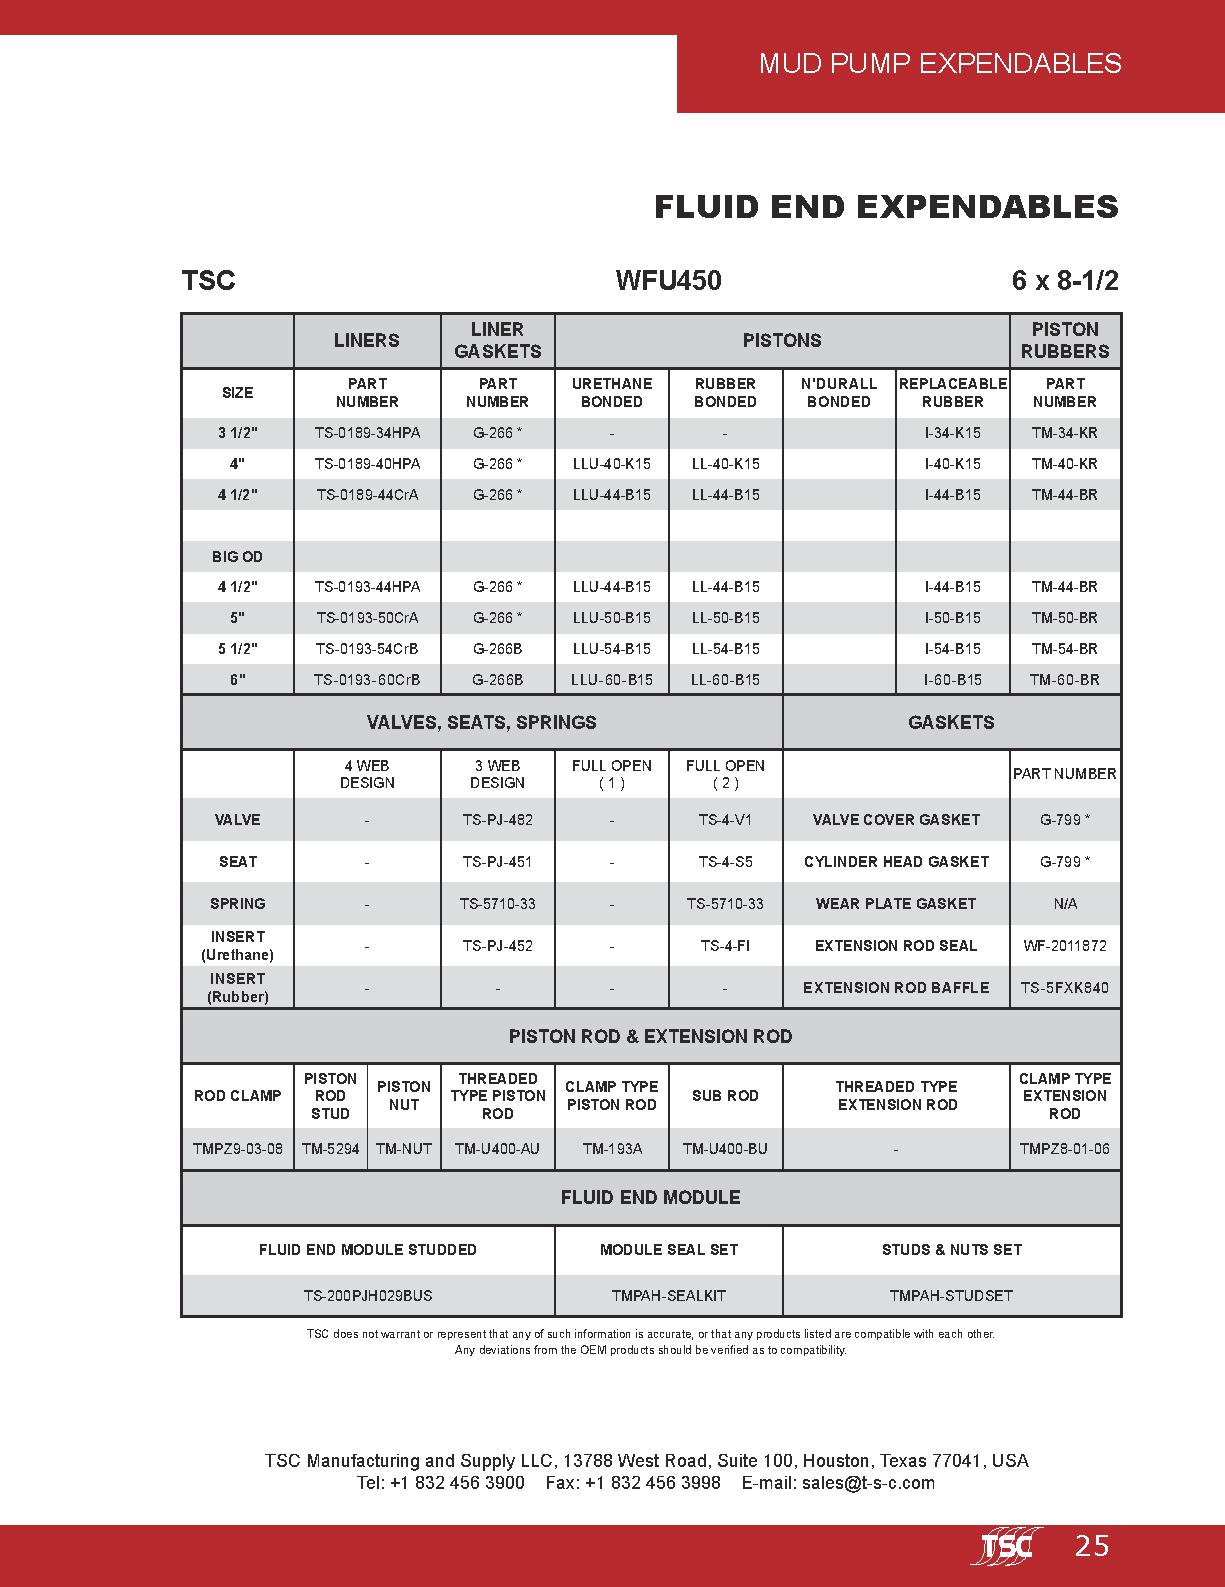 MUD PUMP EXPENDABLES
FLUID END EXPENDABLES
TSC WFU450 6 x 8-1/2
LINERS LINER GASKETS PISTONS PISTON RUBBERS
SIZE PART NUMBER PART NUMBER URETHANE BONDED RUBBER BONDED N'DURALL BONDED REPLACEABLE RUBBER PART NUMBER
3 1/2" TS-0189-34HPA G-266 * - - I-34-K15 TM-34-KR
4" TS-0189-40HPA G-266 * LLU-40-K15 LL-40-K15 I-40-K15 TM-40-KR
4 1/2" TS-0189-44CrA G-266 * LLU-44-B15 LL-44-B15 I-44-B15 TM-44-BR
BIG OD
4 1/2" TS-0193-44HPA G-266 * LLU-44-B15 LL-44-B15 I-44-B15 TM-44-BR
5" TS-0193-50CrA G-266 * LLU-50-B15 LL-50-B15 I-50-B15 TM-50-BR
5 1/2" TS-0193-54CrB G-266B LLU-54-B15 LL-54-B15 I-54-B15 TM-54-BR
6" TS-0193-60CrB G-266B LLU-60-B15 LL-60-B15 I-60-B15 TM-60-BR
VALVES, SEATS, SPRINGS GASKETS
4 WEB DESIGN 3 WEB DESIGN FULL OPEN ( 1 ) FULL OPEN ( 2 ) PART NUMBER
VALVE - TS-PJ-482 - TS-4-V1 VALVE COVER GASKET G-799 *
SEAT - TS-PJ-451 - TS-4-S5 CYLINDER HEAD GASKET G-799 *
SPRING - TS-5710-33 - TS-5710-33 WEAR PLATE GASKET N/A
INSERT (Urethane) - TS-PJ-452 - TS-4-FI EXTENSION ROD SEAL WF-2011872
INSERT (Rubber) - - - - EXTENSION ROD BAFFLE TS-5FXK840
PISTON ROD & EXTENSION ROD
ROD CLAMP PISTON ROD STUD PISTON NUT THREADED TYPE PISTON ROD CLAMP TYPE PISTON ROD SUB ROD THREADED TYPE EXTENSION ROD CLAMP TYPE EXTENSION ROD
TMPZ9-03-08 TM-5294 TM-NUT TM-U400-AU TM-193A TM-U400-BU - TMPZ8-01-06
FLUID END MODULE
FLUID END MODULE STUDDED MODULE SEAL SET STUDS & NUTS SET
TS-200PJH029BUS TMPAH-SEALKIT TMPAH-STUDSET
TSC does not warrant or represent that any of such information is accurate, or that any products listed are compatible with each other.
Any deviations from the OEM products should be verified as to compatibility.
TSC Manufacturing and Supply LLC, 13788 West Road, Suite 100, Houston, Texas 77041, USA
Tel: +1 832 456 3900 Fax: +1 832 456 3998 E-mail: sales@t-s-c.com
TSC 25